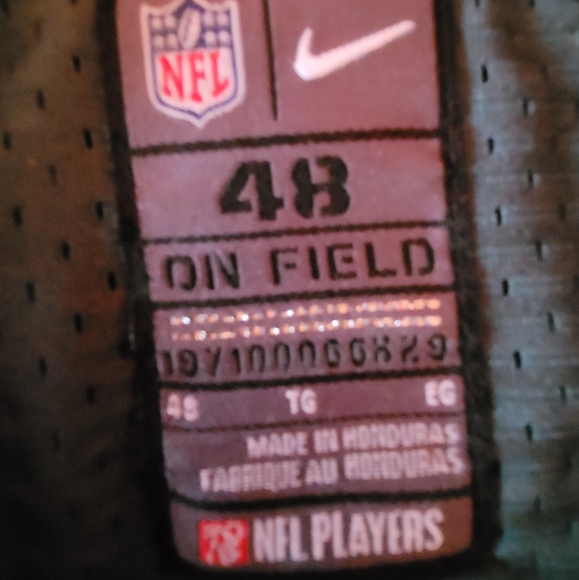 NFL
48
ON FIELD
48 TG EG
MADE IN HONDURAS
FABRIQUE AU HONDURAS
NFL PLAYERS